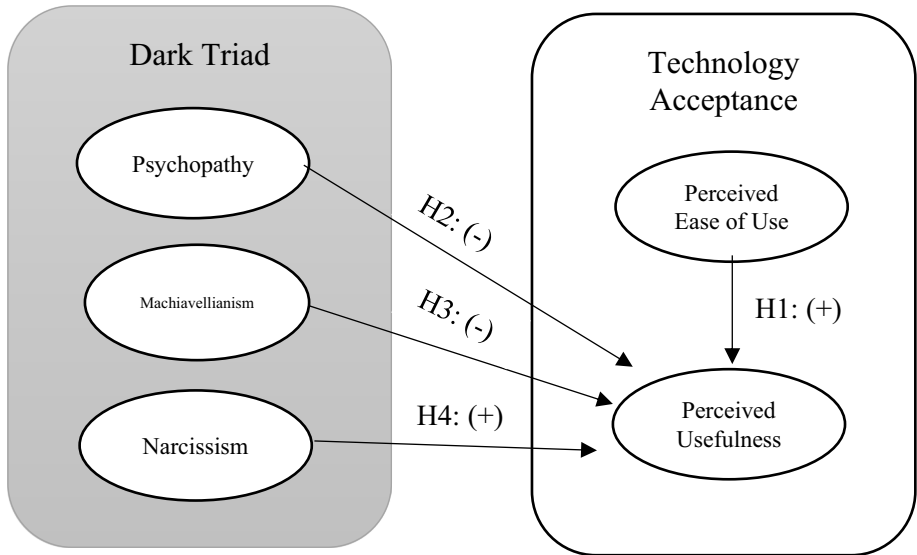 Dark Triad
Psychopathy
Machiavellianism
Narcissism
H2: (-)
H3: (-)
H4: (+)
Technology
Acceptance
Perceived
Ease of Use
H1: (+)
Perceived
Usefulness